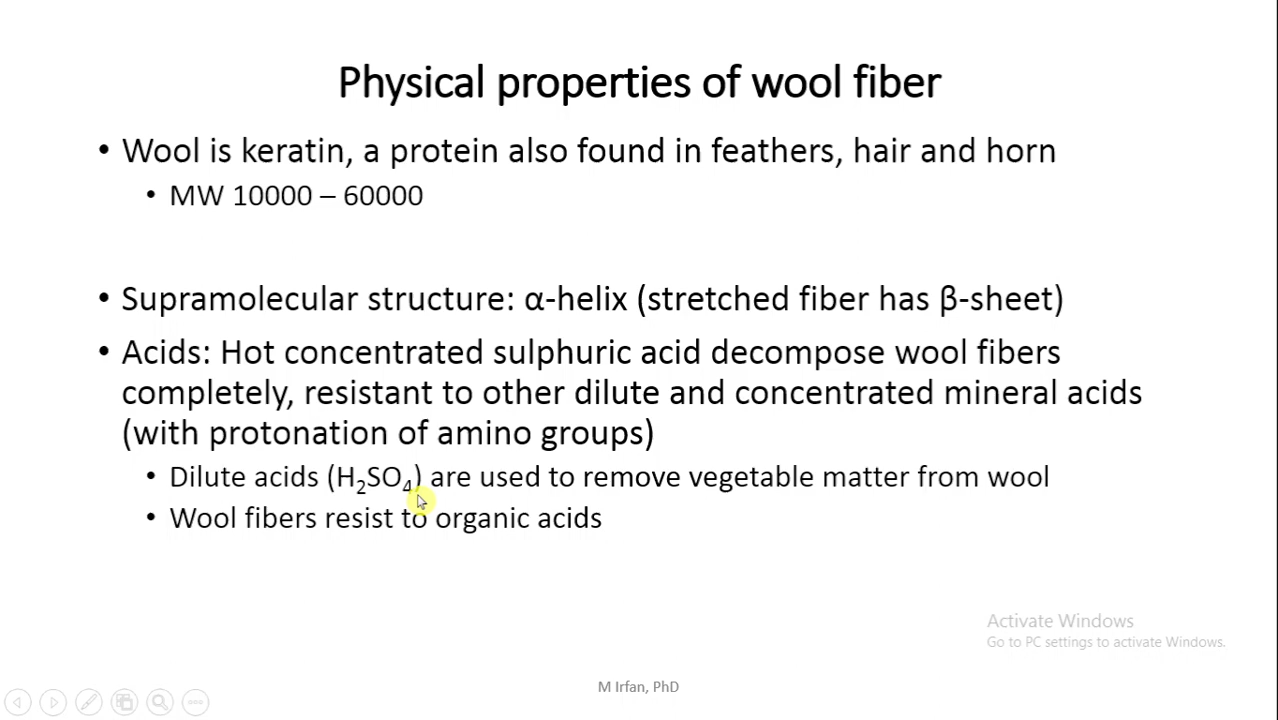 Physical properties of wool fiber
• Wool is keratin, a protein also found in feathers, hair and horn
• MW 10000 – 60000
• Supramolecular structure: α-helix (stretched fiber has β-sheet)
• Acids: Hot concentrated sulphuric acid decompose wool fibers
completely, resistant to other dilute and concentrated mineral acids
(with protonation of amino groups)
• Dilute acids (H₂SO₄) are used to remove vegetable matter from wool
• Wool fibers resist to organic acids
Activate Windows
Go to PC settings to activate Windows.
M Irfan, PhD